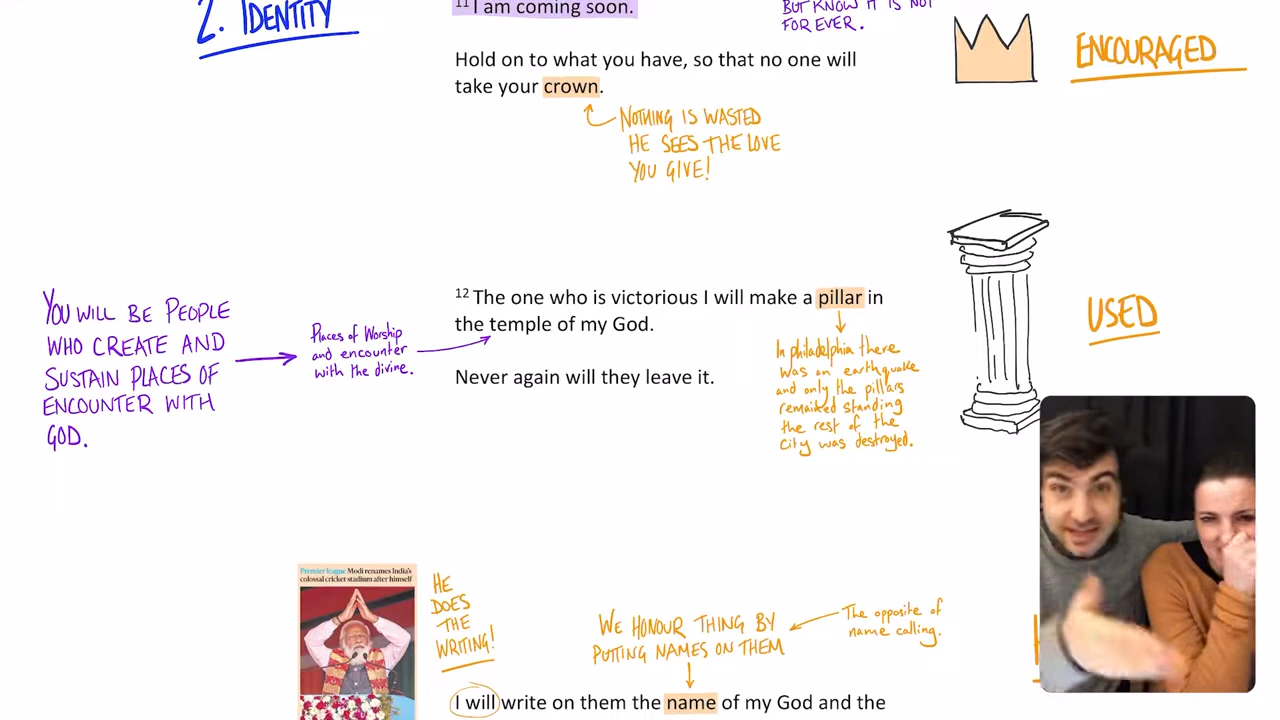 2. IDENTITY
11 I am coming soon.
BUT KNOW IT IS NOT
FOR EVER.
Hold on to what you have, so that no one will
take your crown.
ENCOURAGED
NOTHING IS WASTED
HE SEES THE LOVE
YOU GIVE!
YOU WILL BE PEOPLE
WHO CREATE AND
SUSTAIN PLACES OF
ENCOUNTER WITH
GOD.
Places of Worship
and encounter
with the divine.
12 The one who is victorious I will make a pillar in
the temple of my God.
Never again will they leave it.
In philadelphia there
was an earthquake
and only the pillars
remained standing
the rest of the
City was destroyed.
USED
Premier league Modi renames India's
colossal cricket stadium after himself
HE
DOES
THE
WRITING!
WE HONOUR THING BY
PUTTING NAMES ON THEM
The opposite of
name calling.
I will write on them the name of my God and the